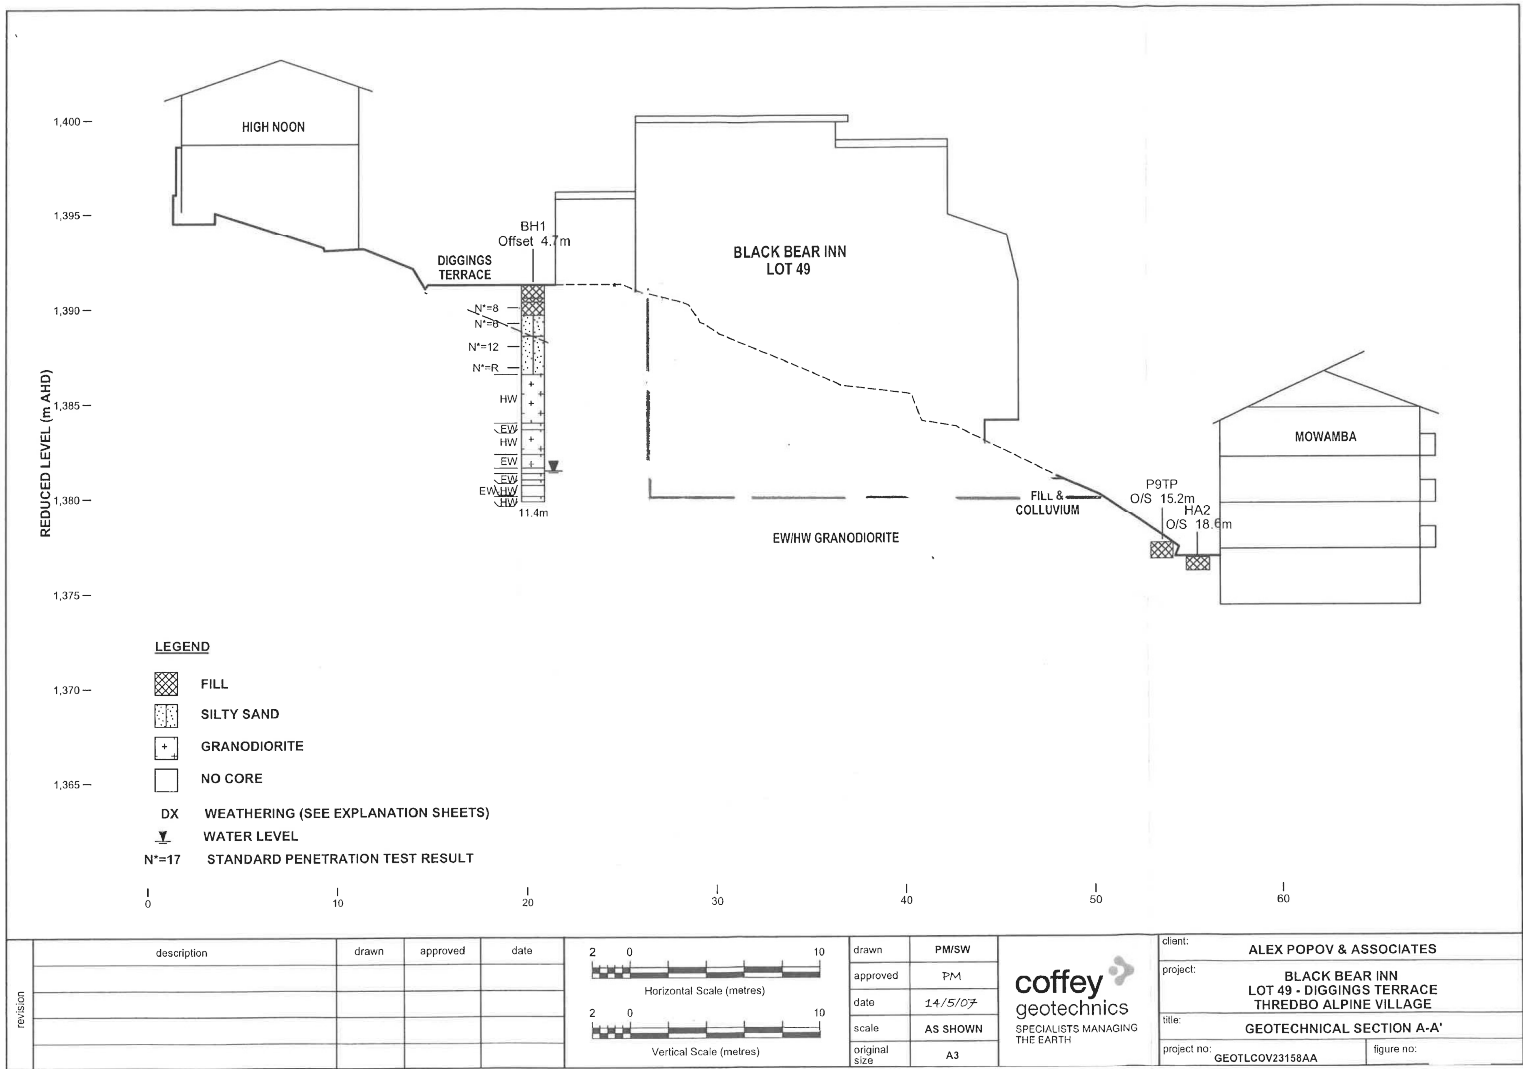 HIGH NOON
1,400
1,395
1,390
1,385
1,380
1,375
1,370
1,365
REDUCED LEVEL (m AHD)
BH1
Offset 4.7m
DIGGINGS
TERRACE
BLACK BEAR INN
LOT 49
N*=8
N*=8
N*=12
N*=R
HW
EW
HW
EW
EW
EW HW
HW
11.4m
MOWAMBA
P9TP
O/S 15.2m
HA2
O/S 18.6m
FILL &
COLLUVIUM
EW/HW GRANODIORITE
LEGEND
FILL
SILTY SAND
GRANODIORITE
NO CORE
DX WEATHERING (SEE EXPLANATION SHEETS)
WATER LEVEL
N*=17 STANDARD PENETRATION TEST RESULT
0 10 20 30 40 50 60
revision
description drawn approved date
2 0 10
Horizontal Scale (metres)
2 0 10
Vertical Scale (metres)
drawn PM/SW
approved PM
date 14/5/07
scale AS SHOWN
original
size A3
coffey
geotechnics
SPECIALISTS MANAGING
THE EARTH
client: ALEX POPOV & ASSOCIATES
project: BLACK BEAR INN
LOT 49 - DIGGINGS TERRACE
THREDBO ALPINE VILLAGE
title: GEOTECHNICAL SECTION A-A'
project no: GEOTLCOV23158AA
figure no: